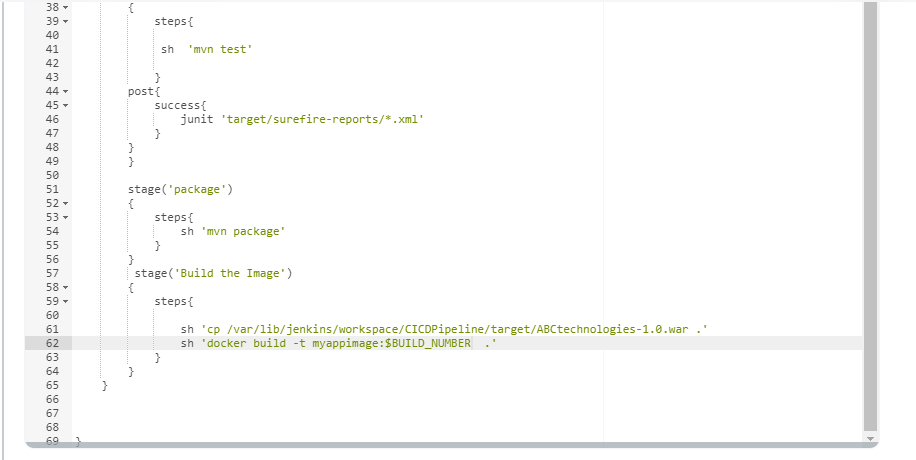 38 {
39 steps{
40
41 sh  'mvn test'
42
43 }
44 post{
45 success{
46 junit 'target/surefire-reports/*.xml'
47 }
48 }
49 }
50
51 stage('package')
52 {
53 steps{
54 sh 'mvn package'
55 }
56 }
57 stage('Build the Image')
58 {
59 steps{
60
61 sh 'cp /var/lib/jenkins/workspace/CICDPipeline/target/ABCtechnologies-1.0.war .'
62 sh 'docker build -t myappimage:$BUILD_NUMBER  .'
63 }
64 }
65 }
66
67
68
69 }